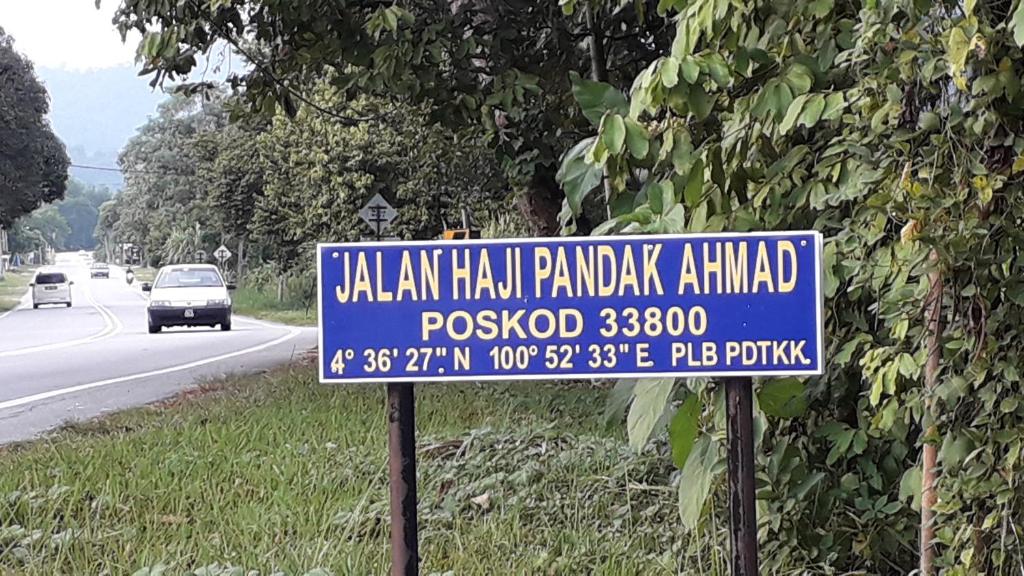 "JALAN HAJI PANDAK AHMAD"
POSKOD 33800
4° 36' 27". N 100° 52' 33" E. PLB PDTKK.